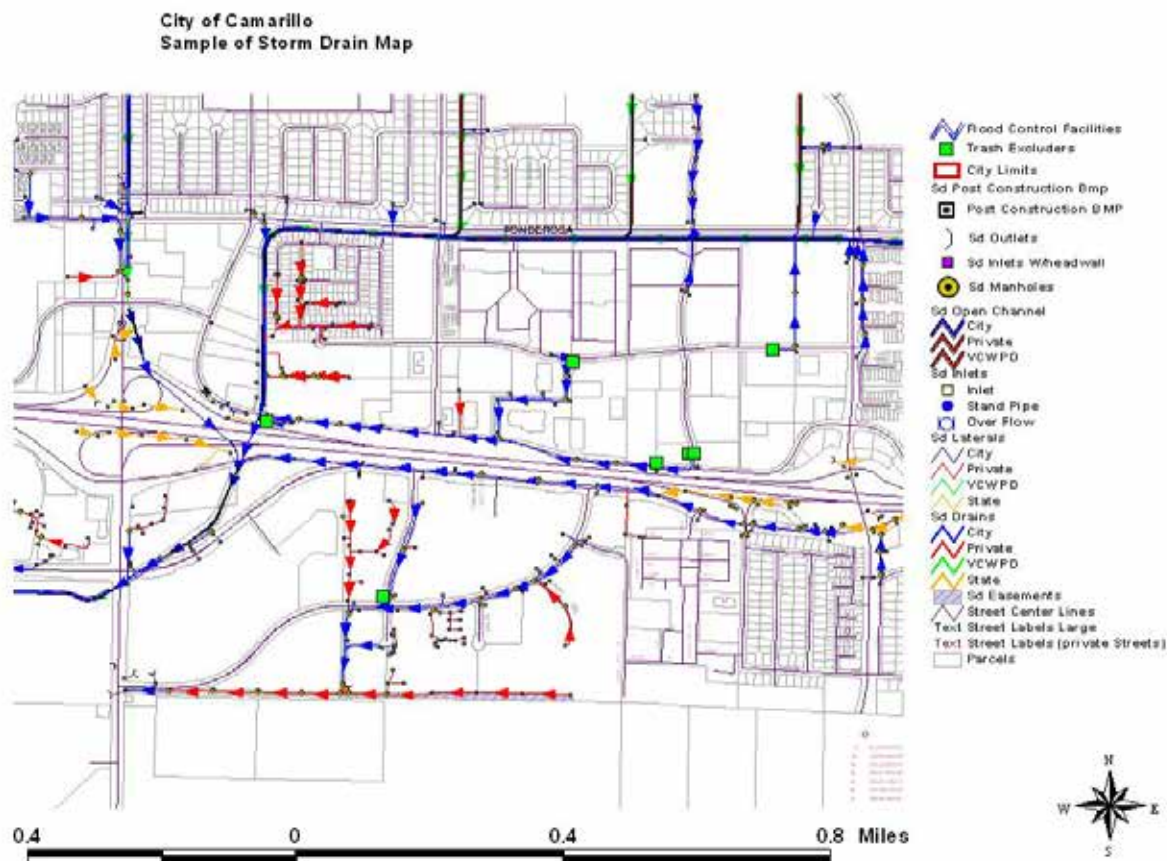 City of Camarillo
Sample of Storm Drain Map
PONDEROSA
Flood Control Facilities
Trash Excluders
City Limits
Sd Post Construction Bmp
Post Construction BMP
Sd Outlets
Sd Inlets W/headwall
Sd Manholes
Sd Open Channel
City
Private
VCWPD
Sd Inlets
Inlet
Stand Pipe
Over Flow
Sd Laterals
City
Private
VCWPD
State
Sd Drains
City
Private
VCWPD
State
Sd Easements
Street Center Lines
Text Street Labels Large
Text Street Labels (private Streets)
Parcels
N
W E
S
0.4 0 0.4 0.8 Miles